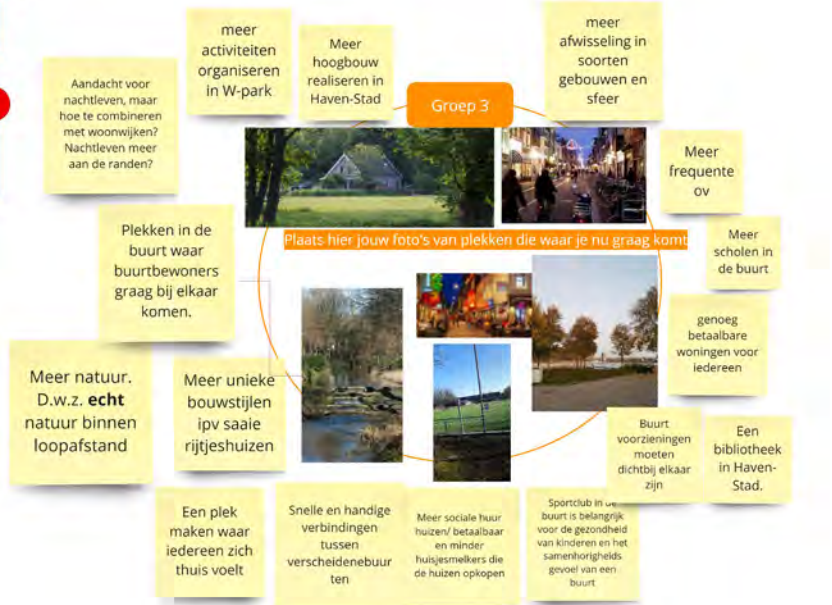 meer
activiteiten
organiseren
in W-park
Meer
hoogbouw
realiseren in
Haven-Stad
meer
afwisseling in
soorten
gebouwen en
sfeer
Aandacht voor
nachtleven, maar
hoe te combineren
met woonwijken?
Nachtleven meer
aan de randen?
Groep 3
Meer
frequente
ov
Plekken in de
buurt waar
buurtbewoners
graag bij elkaar
komen.
Plaats hier jouw foto's van plekken die waar je nu graag komt
Meer
scholen in
de buurt
genoeg
betaalbare
woningen voor
iedereen
Meer natuur.
D.w.z. echt
natuur binnen
loopafstand
Meer unieke
bouwstijlen
ipv saaie
rijtjeshuizen
Buurt
voorzieningen
moeten
dichtbij elkaar
zijn
Een
bibliotheek
in Haven-
Stad.
Een plek
maken waar
iedereen zich
thuis voelt
Snelle en handige
verbindingen
tussen
verscheidenebuur
ten
Meer sociale huur
huizen/ betaalbaar
en minder
huisjesmelkers die
de huizen opkopen
Sportclub in de
buurt is belangrijk
voor de gezondheid
van kinderen en het
samenhorigheids
gevoel van een
buurt